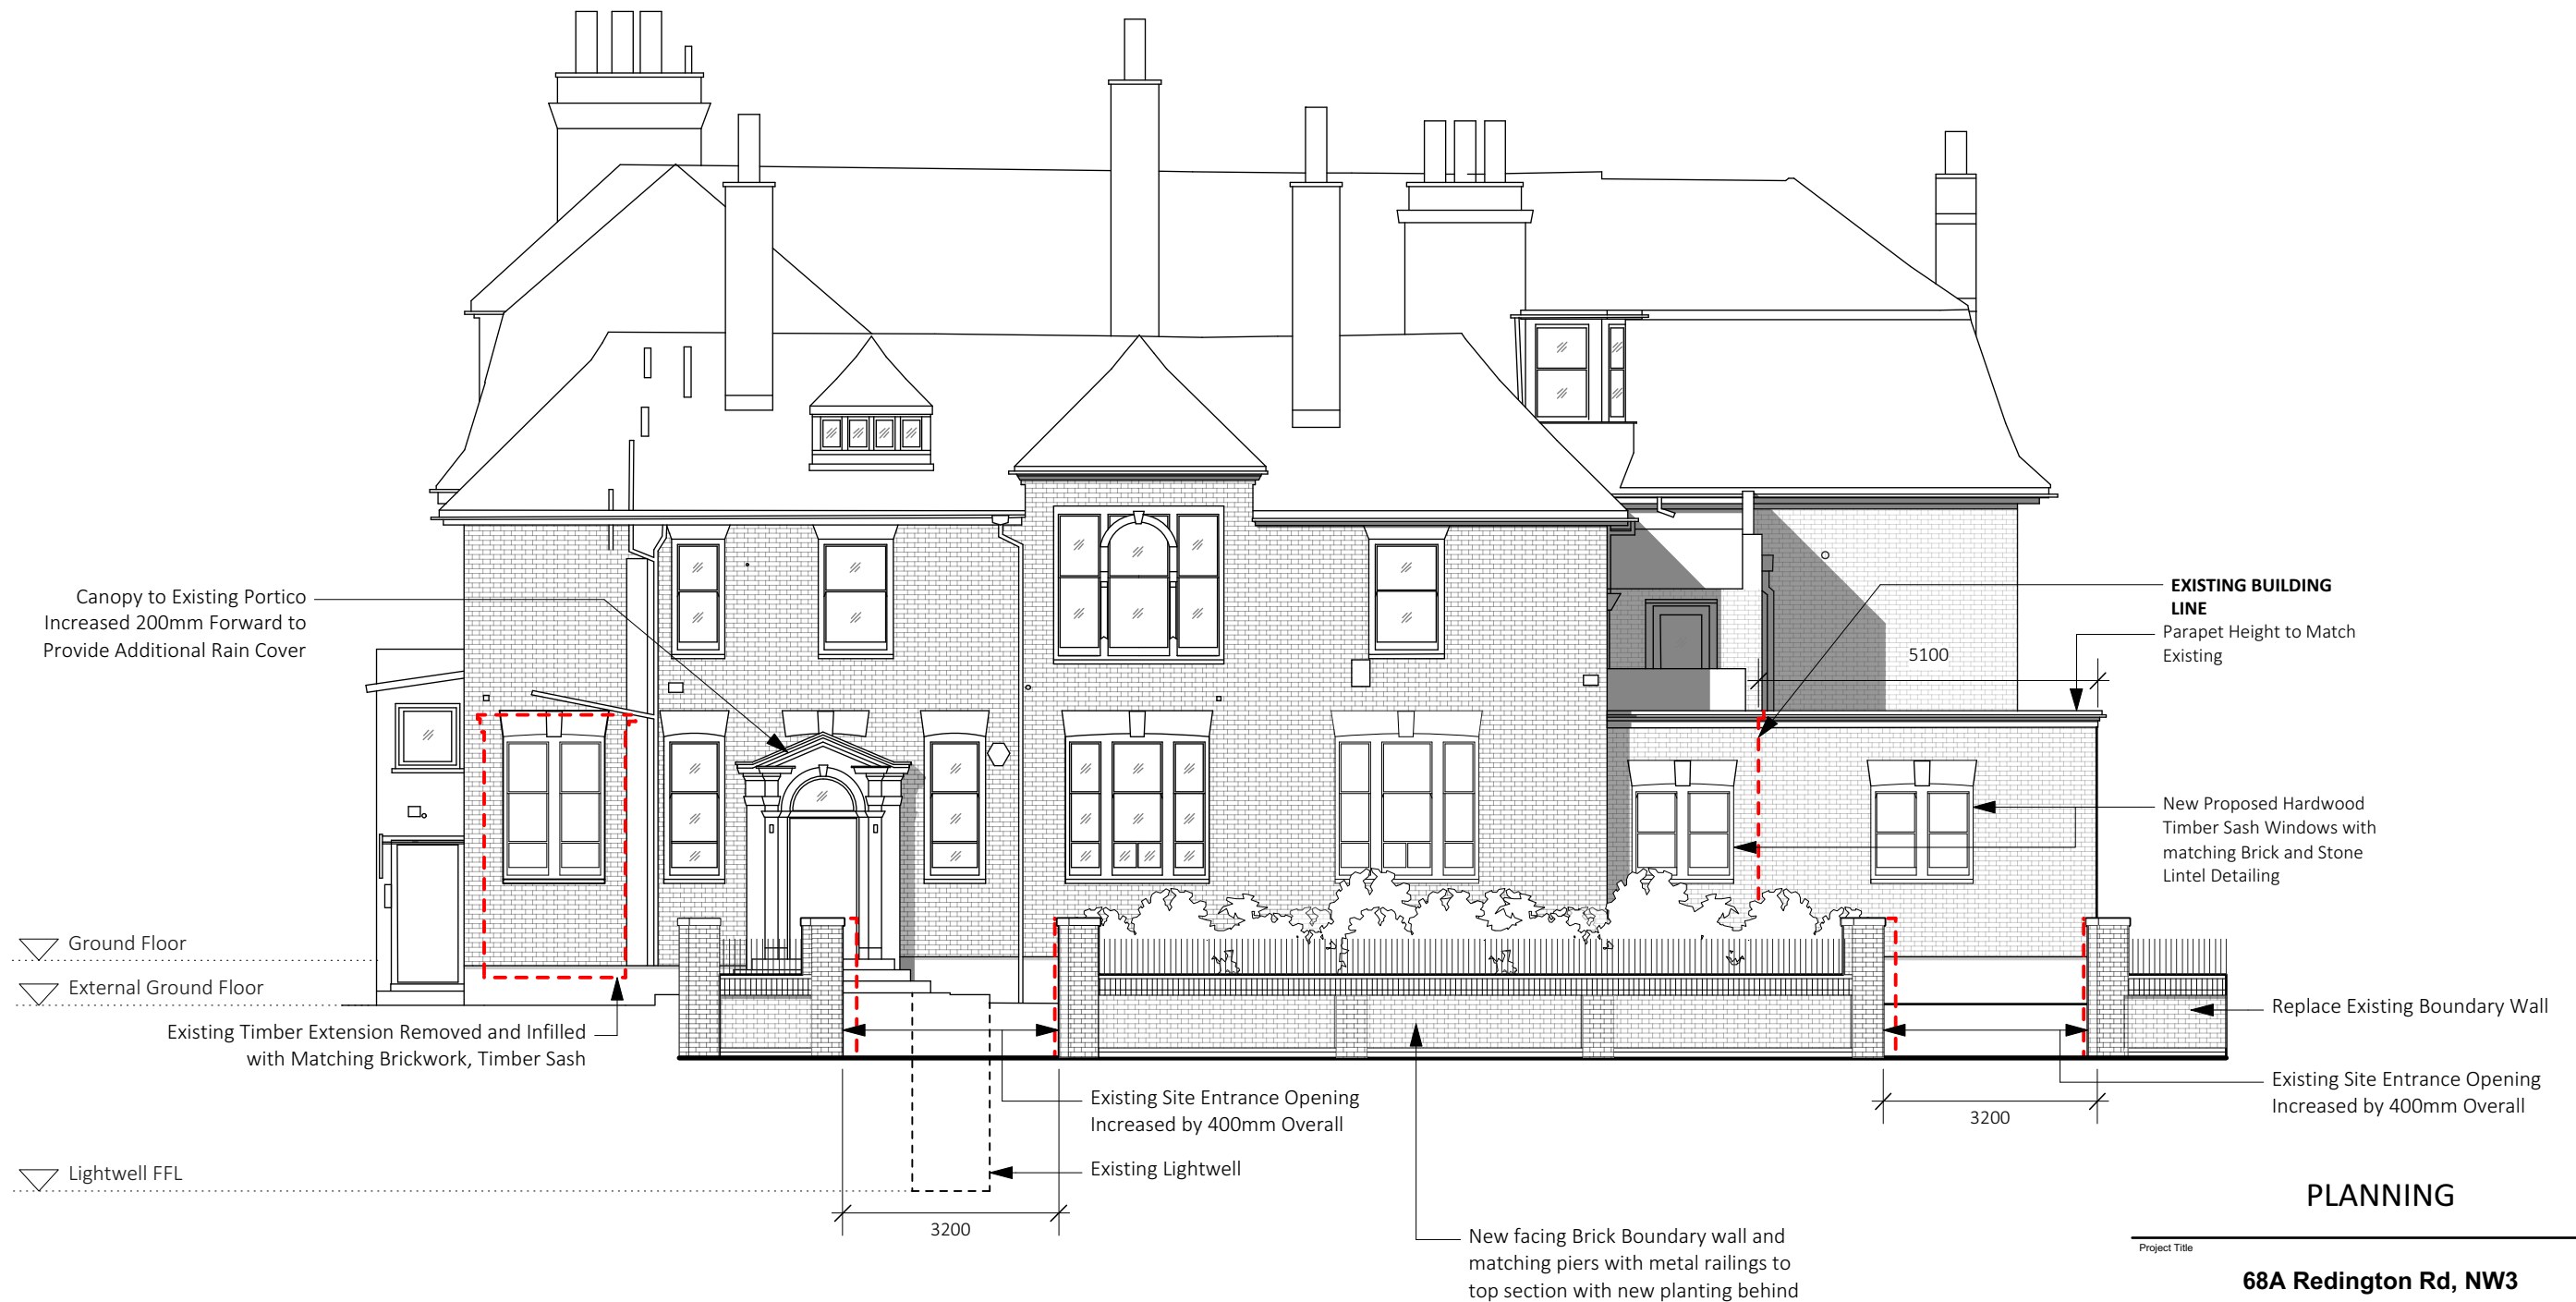 Canopy to Existing Portico
Increased 200mm Forward to
Provide Additional Rain Cover
EXISTING BUILDING
LINE
Parapet Height to Match
Existing
5100
New Proposed Hardwood
Timber Sash Windows with
matching Brick and Stone
Lintel Detailing
Ground Floor
External Ground Floor
Existing Timber Extension Removed and Infilled
with Matching Brickwork, Timber Sash
Replace Existing Boundary Wall
Existing Site Entrance Opening
Increased by 400mm Overall
Existing Site Entrance Opening
Increased by 400mm Overall
3200
Existing Lightwell
Lightwell FFL
3200
New facing Brick Boundary wall and
matching piers with metal railings to
top section with new planting behind
PLANNING
Project Title
68A Redington Rd, NW3